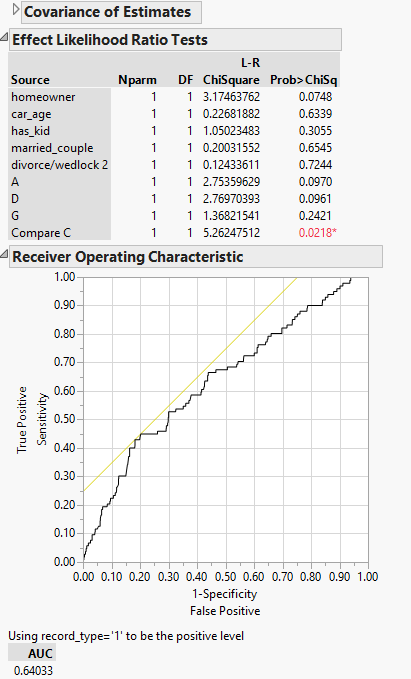 Covariance of Estimates
Effect Likelihood Ratio Tests
L-R
Source Nparm DF ChiSquare Prob>ChiSq
homeowner 1 1 3.17463762 0.0748
car_age 1 1 0.22681882 0.6339
has_kid 1 1 1.05023483 0.3055
married_couple 1 1 0.20031552 0.6545
divorce/wedlock 2 1 1 0.12433611 0.7244
A 1 1 2.75359629 0.0970
D 1 1 2.76970393 0.0961
G 1 1 1.36821541 0.2421
Compare C 1 1 5.26247512 0.0218*
Receiver Operating Characteristic
1.00
0.90
0.80
0.70
0.60
0.50
0.40
0.30
0.20
0.10
0.00
True Positive
Sensitivity
0.00 0.10 0.20 0.30 0.40 0.50 0.60 0.70 0.80 0.90 1.00
1-Specificity
False Positive
Using record_type='1' to be the positive level
AUC
0.64033